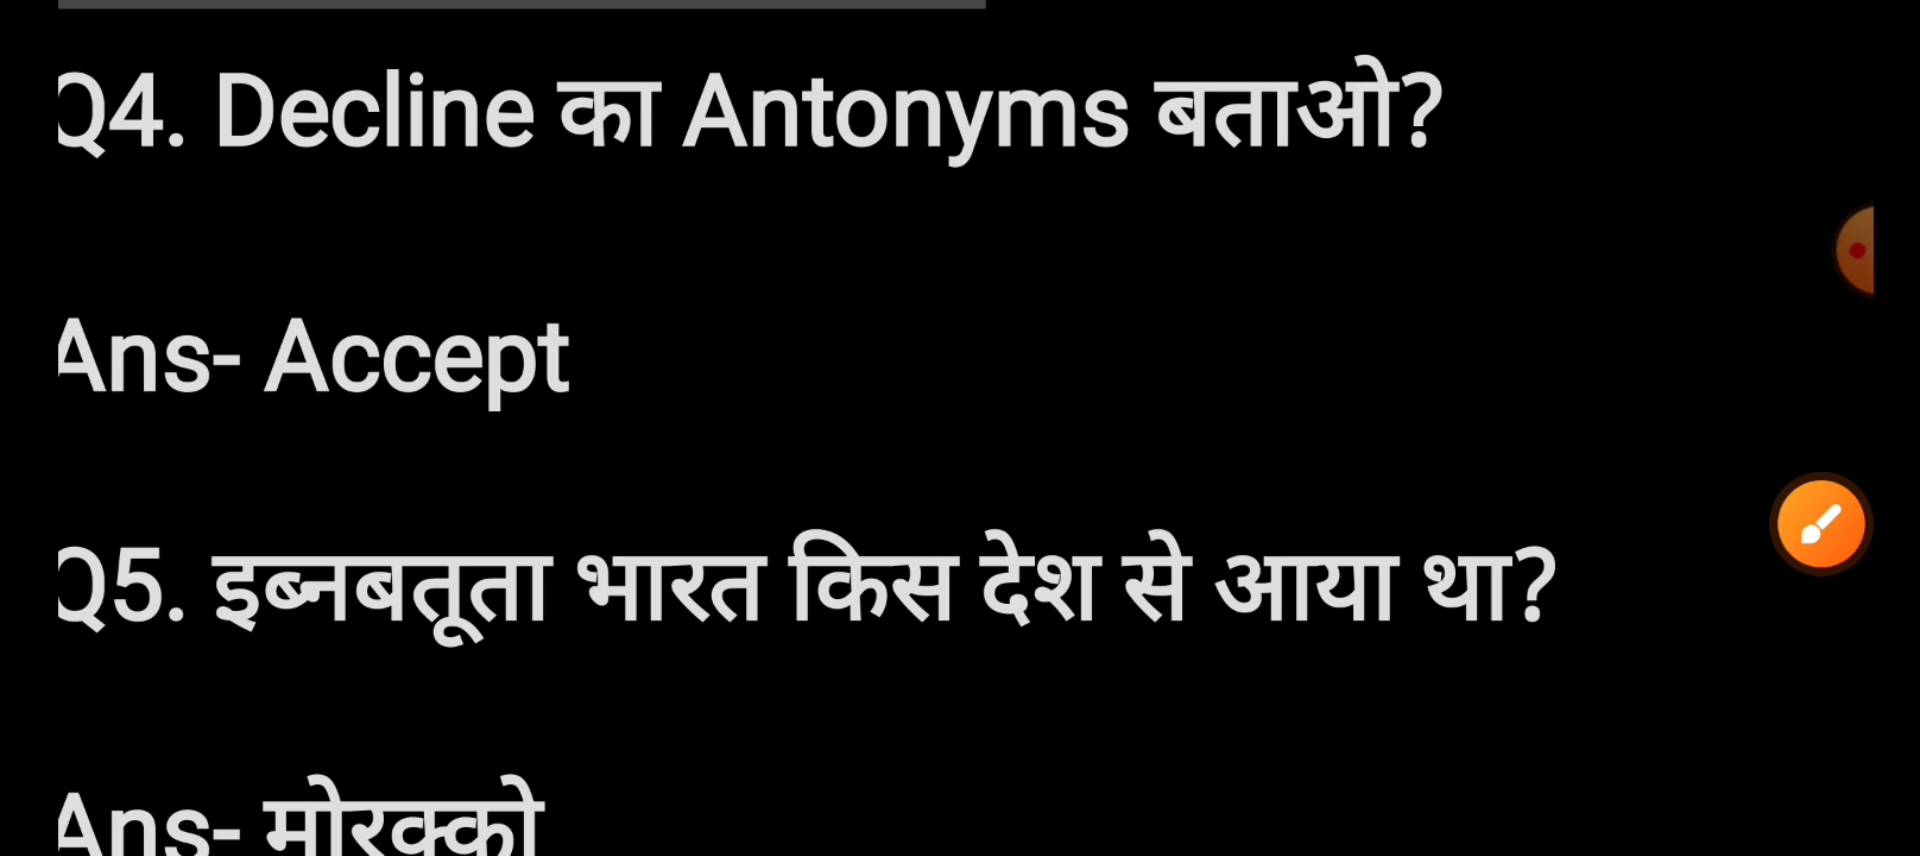 Q4. Decline का Antonyms बताओ?
Ans- Accept
Q5. इब्नबतूता भारत किस देश से आया था?
Ans- मोरक्को